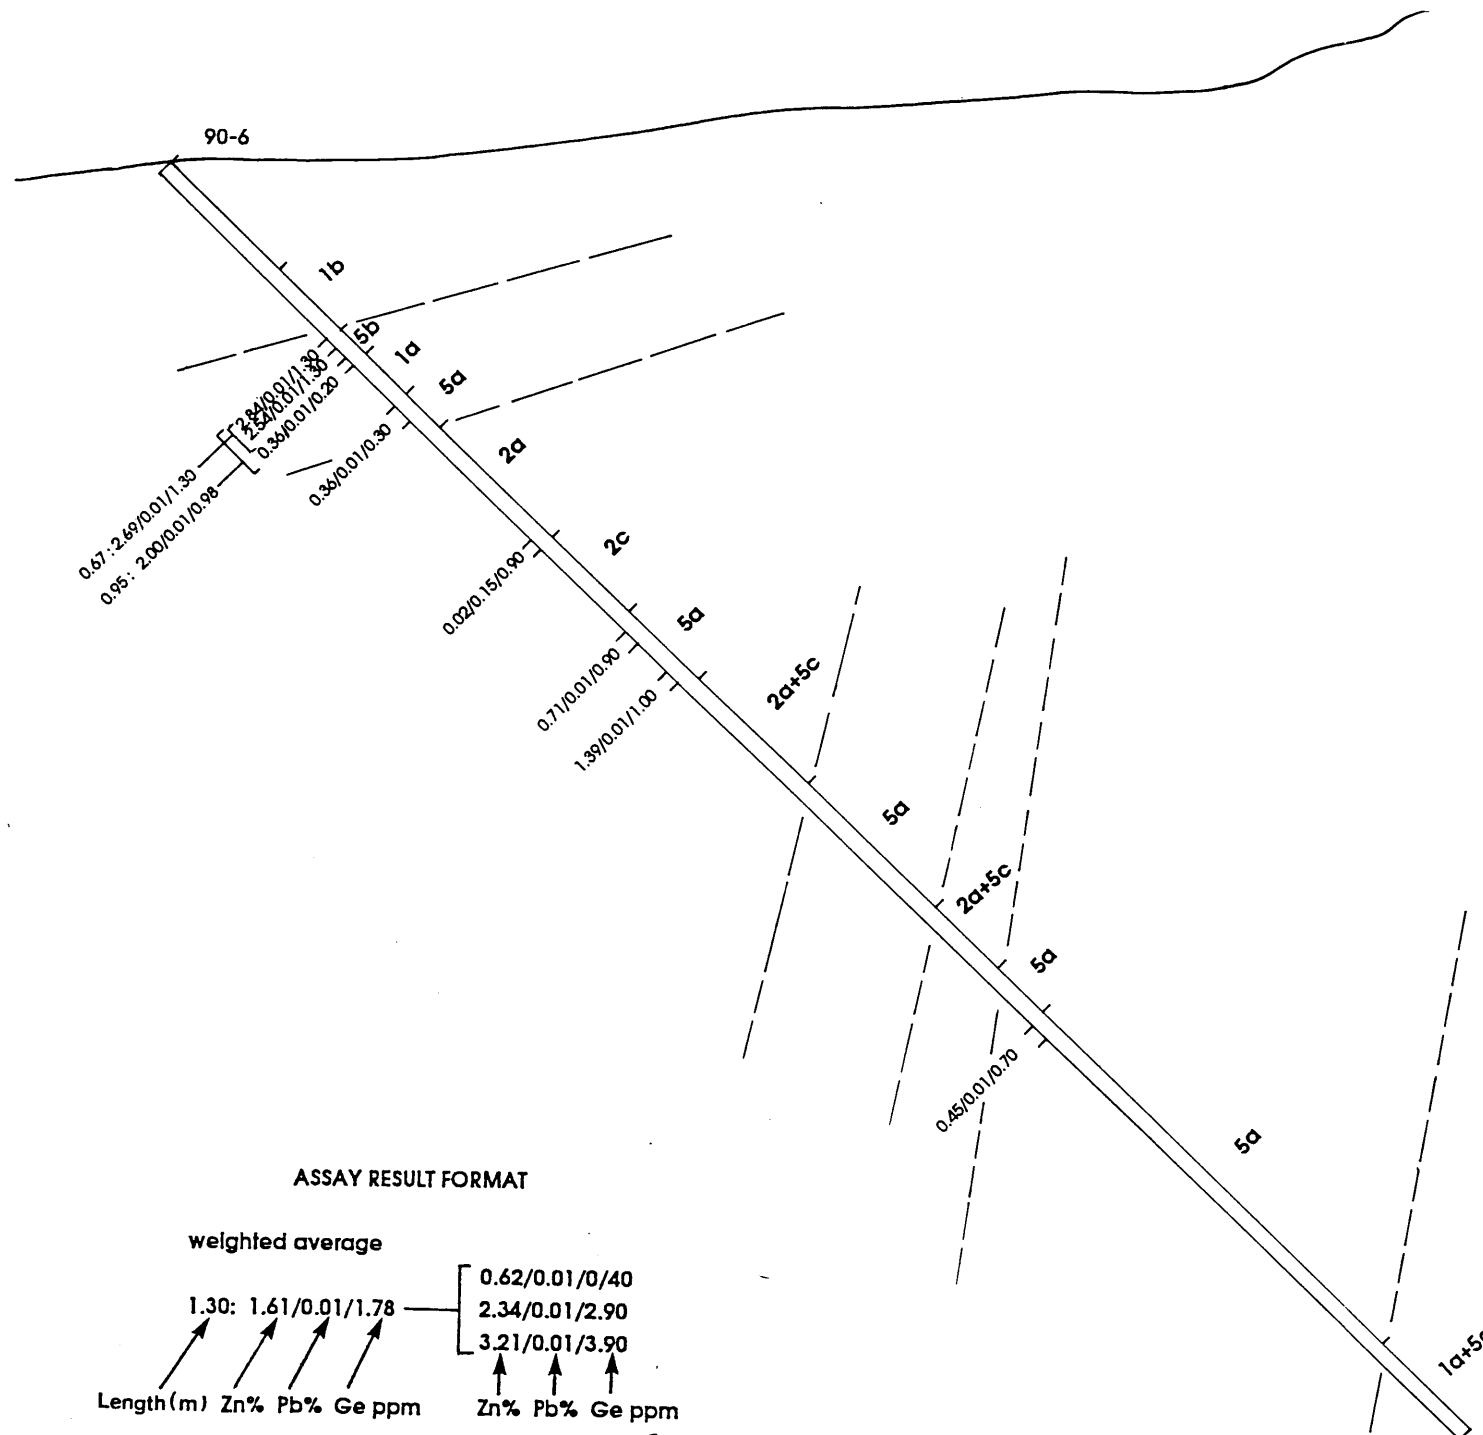 90-6
1b
5b
1a
5a
2a
2c
5a
2a+5c
5a
2a+5c
5a
5a
2.84/0.01/1.30
2.54/0.01/1.30
0.36/0.01/0.20
0.67:2.69/0.01/1.30
0.95: 2.00/0.01/0.98
0.36/0.01/0.30
0.02/0.15/0.90
0.71/0.01/0.90
1.39/0.01/1.00
0.45/0.01/0.70
ASSAY RESULT FORMAT
weighted average
0.62/0.01/0/40
1.30: 1.61/0.01/1.78
2.34/0.01/2.90
3.21/0.01/3.90
Length(m) Zn% Pb% Ge ppm
Zn% Pb% Ge ppm